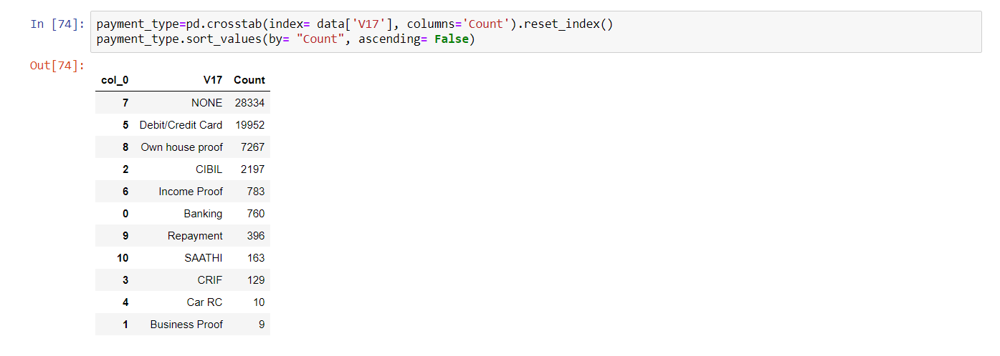 In [74]: payment_type=pd.crosstab(index= data['V17'], columns='Count').reset_index()
payment_type.sort_values(by= "Count", ascending= False)
Out[74]:
col_0 V17 Count
7 NONE 28334
5 Debit/Credit Card 19952
8 Own house proof 7267
2 CIBIL 2197
6 Income Proof 783
0 Banking 760
9 Repayment 396
10 SAATHI 163
3 CRIF 129
4 Car RC 10
1 Business Proof 9